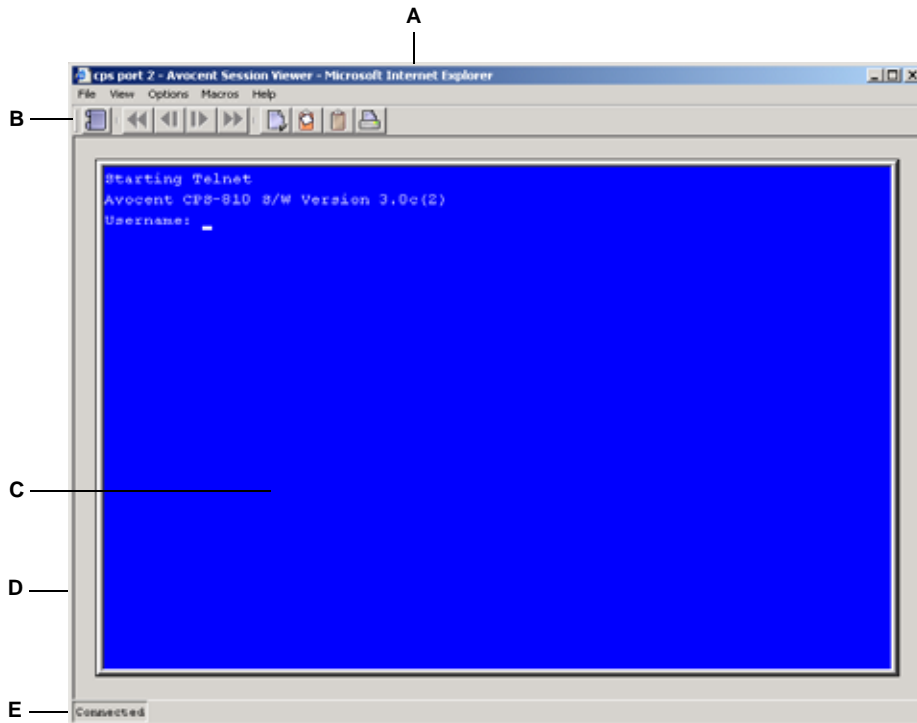 A
cps port 2 - Avocent Session Viewer - Microsoft Internet Explorer
File View Options Macros Help
B
Starting Telnet
Avocent CPS-810 S/W Version 3.0c(2)
Username: _
C
D
E
Connected